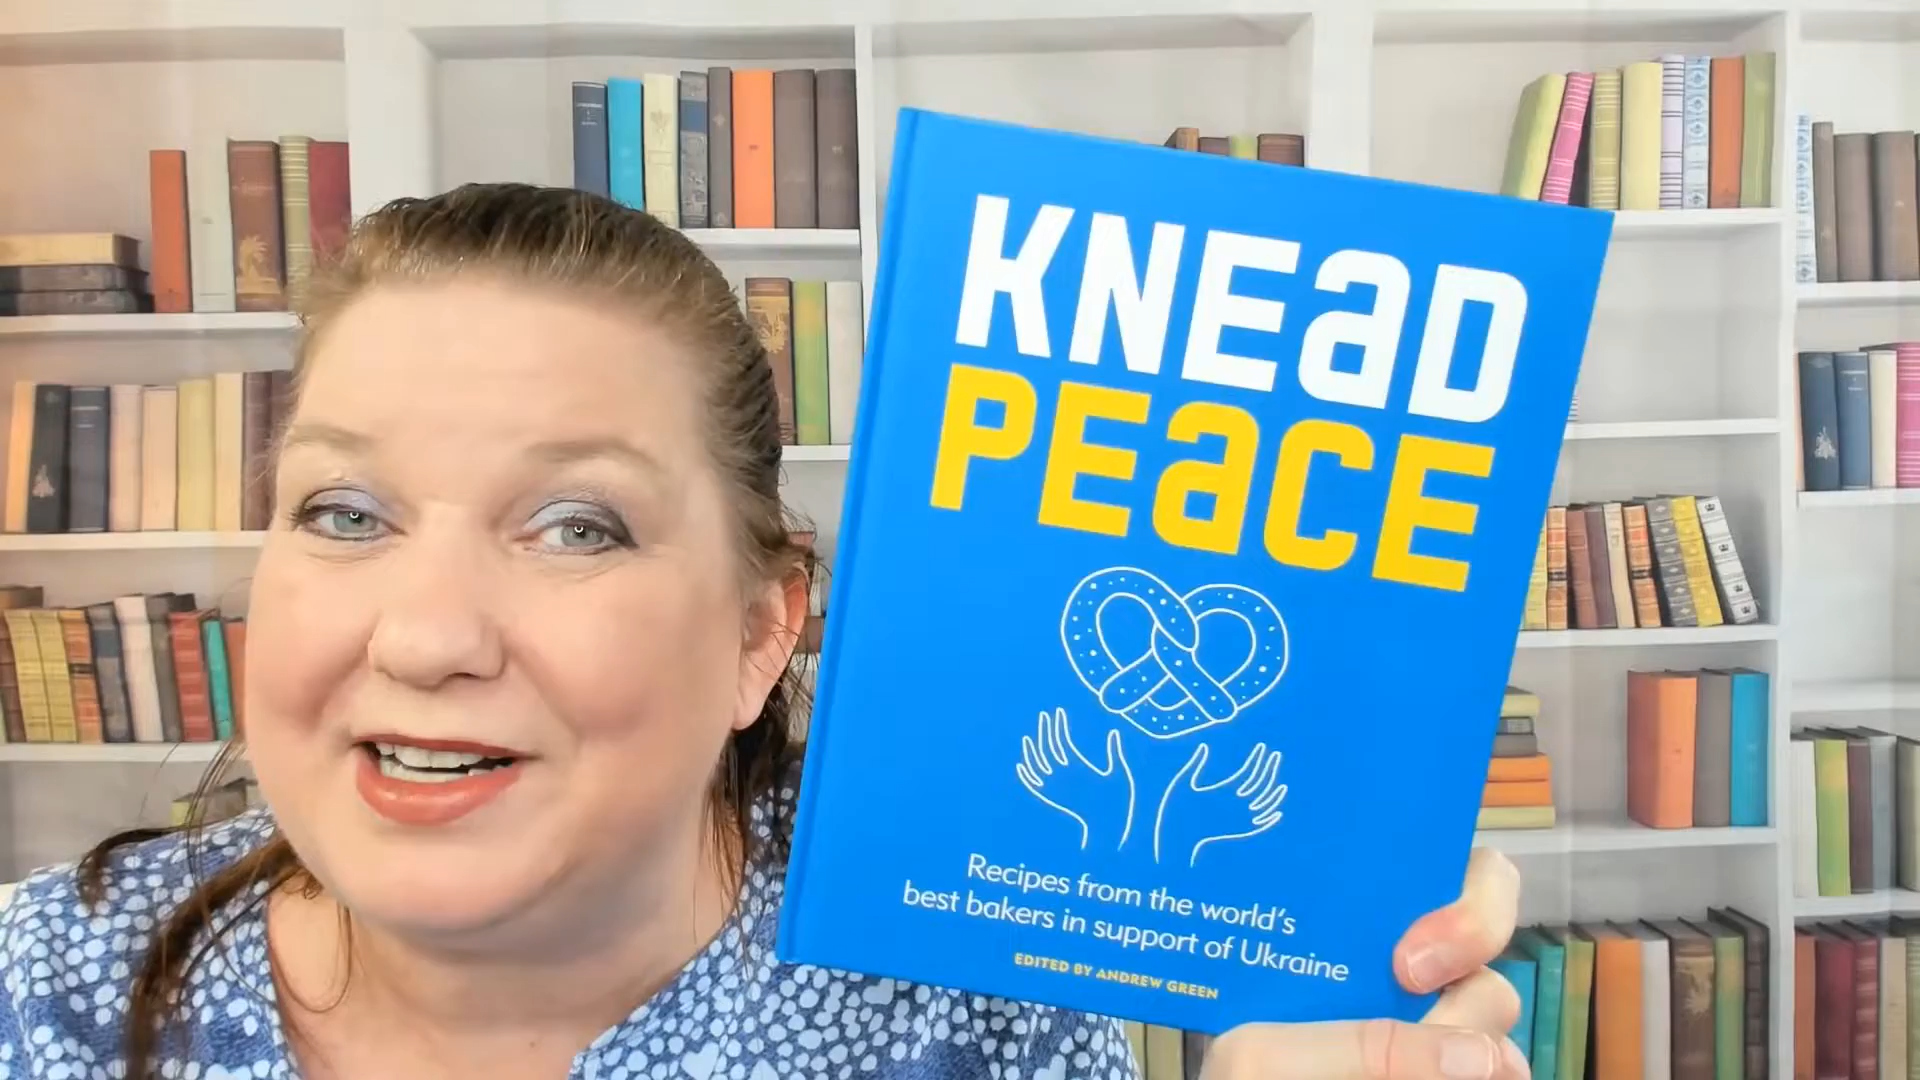 KNEaD
PEaCE
Recipes from the world's
best bakers in support of Ukraine
EDITED BY ANDREW GREEN